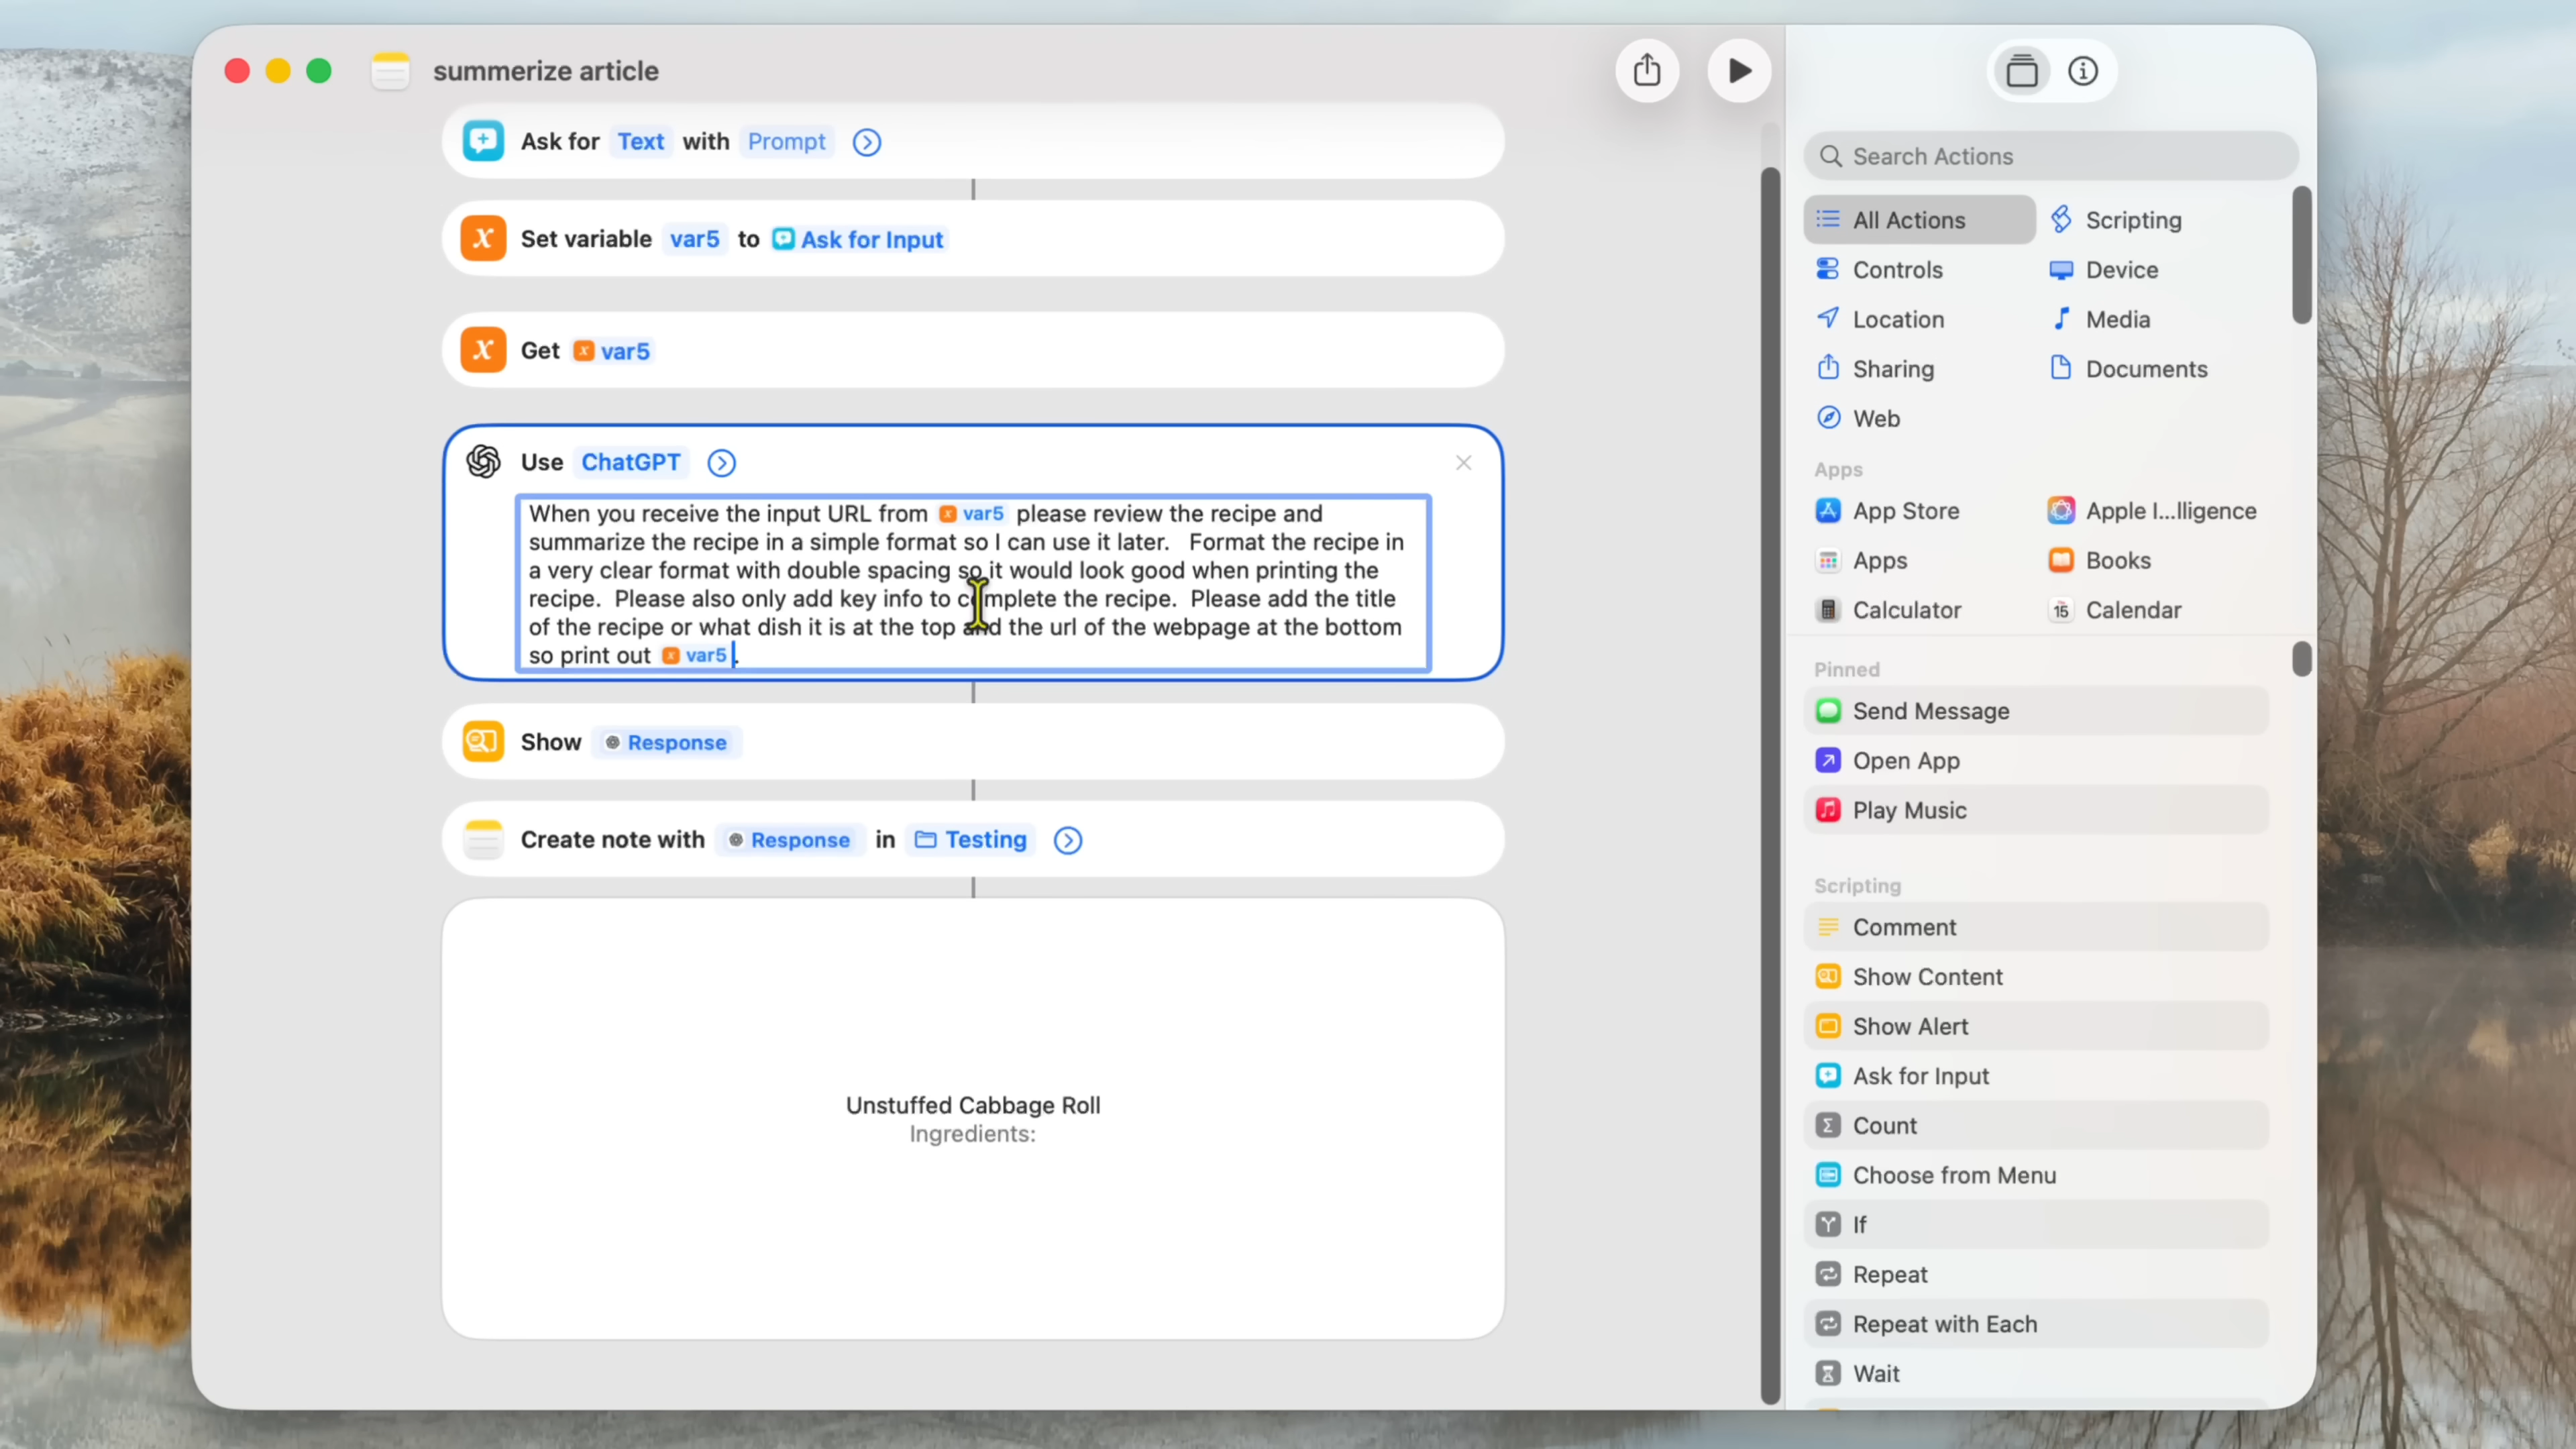 summerize article
Ask for Text with Prompt
Set variable var5 to Ask for Input
Get var5
Use ChatGPT
When you receive the input URL from var5 please review the recipe and
summarize the recipe in a simple format so I can use it later. Format the recipe in
a very clear format with double spacing so it would look good when printing the
recipe. Please also only add key info to complete the recipe. Please add the title
of the recipe or what dish it is at the top and the url of the webpage at the bottom
so print out var5.
Show Response
Create note with Response in Testing
Unstuffed Cabbage Roll
Ingredients:
Search Actions
All Actions
Scripting
Controls
Device
Location
Media
Sharing
Documents
Web
Apps
App Store
Apple I...lligence
Apps
Books
Calculator
15
Calendar
Pinned
Send Message
Open App
Play Music
Scripting
Comment
Show Content
Show Alert
Ask for Input
Count
Choose from Menu
If
Repeat
Repeat with Each
Wait